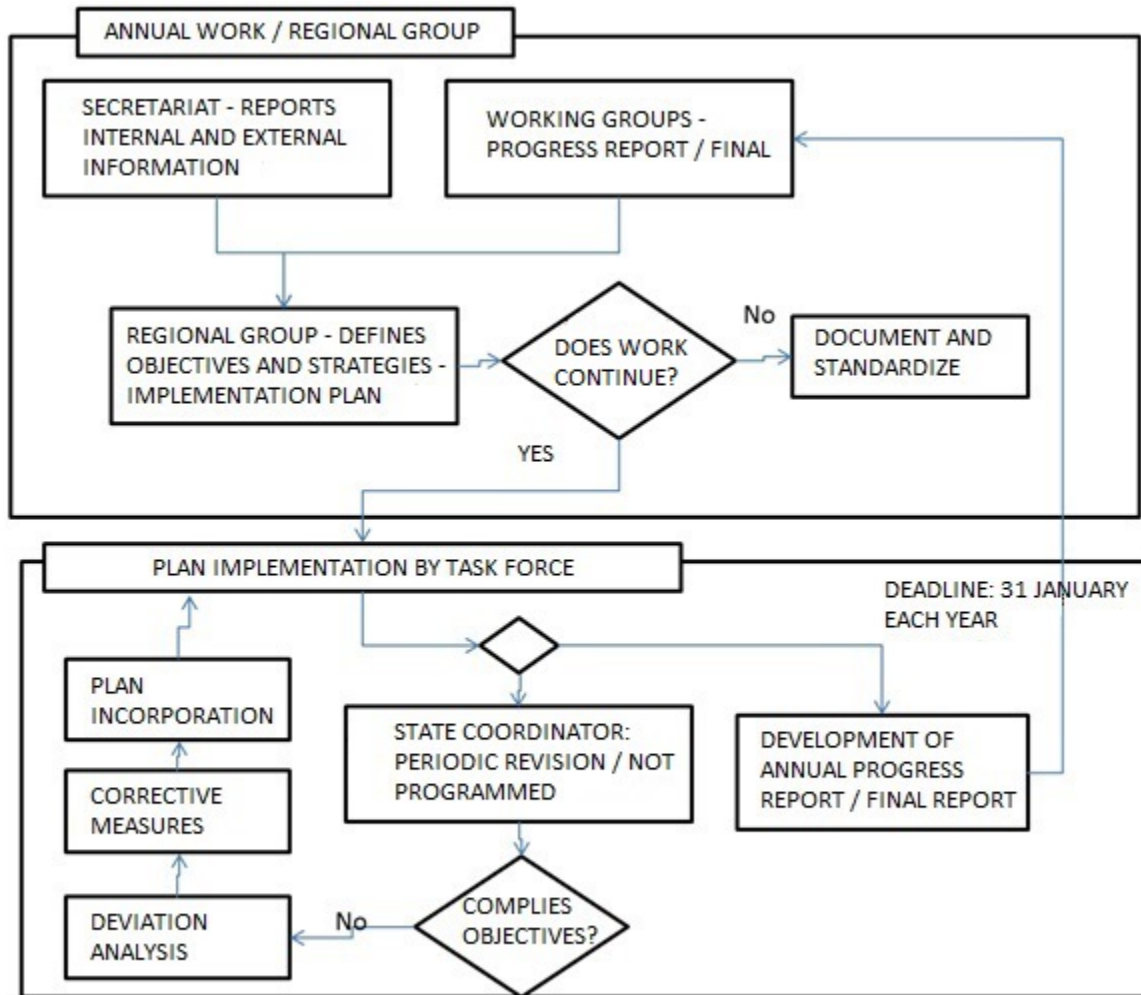 ANNUAL WORK / REGIONAL GROUP
SECRETARIAT - REPORTS
INTERNAL AND EXTERNAL
INFORMATION
WORKING GROUPS -
PROGRESS REPORT / FINAL
REGIONAL GROUP - DEFINES
OBJECTIVES AND STRATEGIES -
IMPLEMENTATION PLAN
DOES WORK
CONTINUE?
No
DOCUMENT AND
STANDARDIZE
YES
PLAN IMPLEMENTATION BY TASK FORCE
DEADLINE: 31 JANUARY
EACH YEAR
PLAN
INCORPORATION
STATE COORDINATOR:
PERIODIC REVISION / NOT
PROGRAMMED
DEVELOPMENT OF
ANNUAL PROGRESS
REPORT / FINAL REPORT
CORRECTIVE
MEASURES
DEVIATION
ANALYSIS
No
COMPLIES
OBJECTIVES?